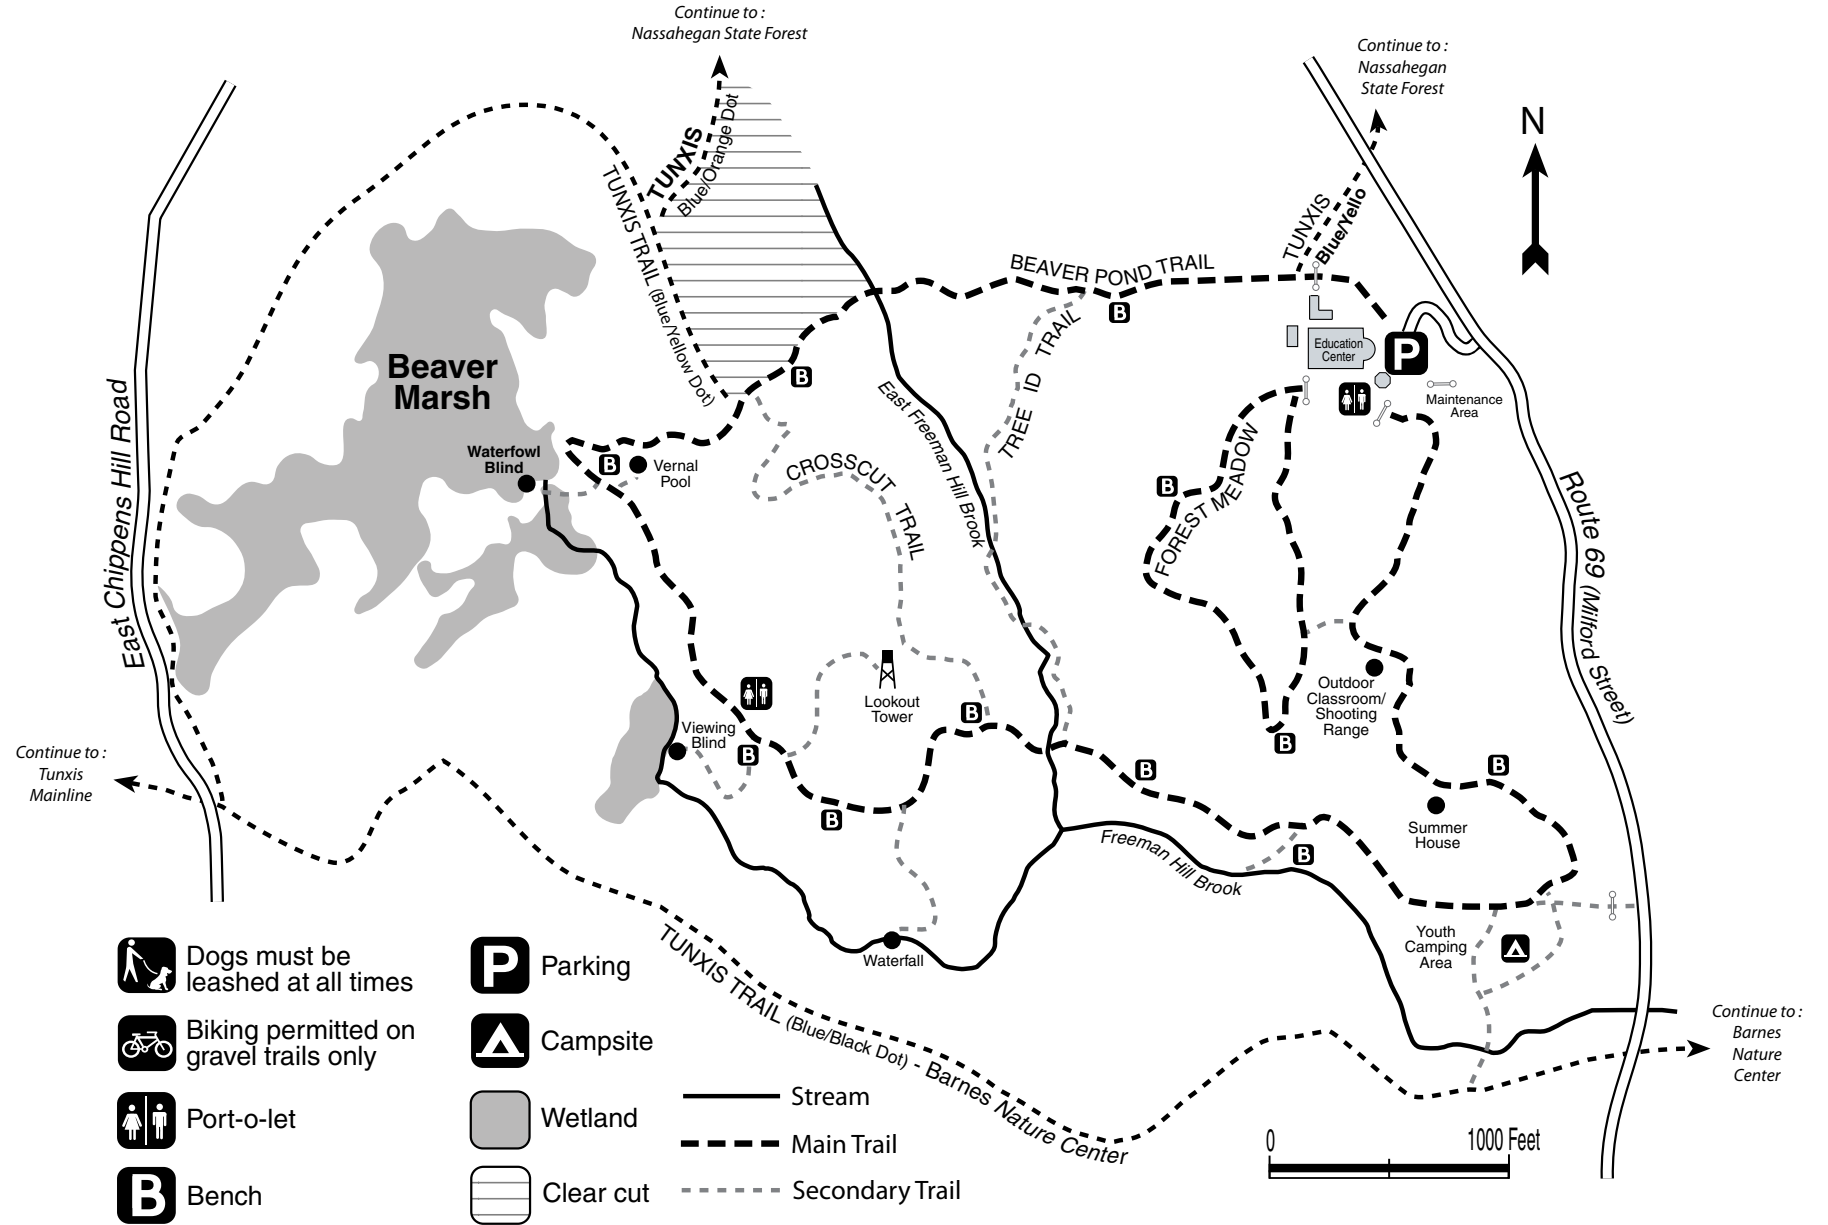 Continue to :
Nassahegan State Forest
Continue to :
Nassahegan
State Forest
N
TUNXIS
Blue/Orange Dot
TUNXIS TRAIL (Blue/Yellow Dot)
TUNXIS
Blue/Yello
BEAVER POND TRAIL
B
TREE ID TRAIL
Education
Center
P
Maintenance
Area
B
Beaver
Marsh
East Chippens Hill Road
East Freeman Hill Brook
Waterfowl
Blind
B
Vernal
Pool
CROSSCUT TRAIL
B
FOREST MEADOW
Route 69 (Milford Street)
Lookout
Tower
B
Outdoor
Classroom/
Shooting
Range
Viewing
Blind
B
B
B
B
B
Continue to :
Tunxis
Mainline
Summer
House
B
Freeman Hill Brook
Youth
Camping
Area
Waterfall
TUNXIS TRAIL (Blue/Black Dot) - Barnes Nature Center
Continue to :
Barnes
Nature
Center
Dogs must be
leashed at all times
Biking permitted on
gravel trails only
Port-o-let
B
Bench
P
Parking
Campsite
Wetland
Clear cut
Stream
Main Trail
Secondary Trail
0
1000 Feet